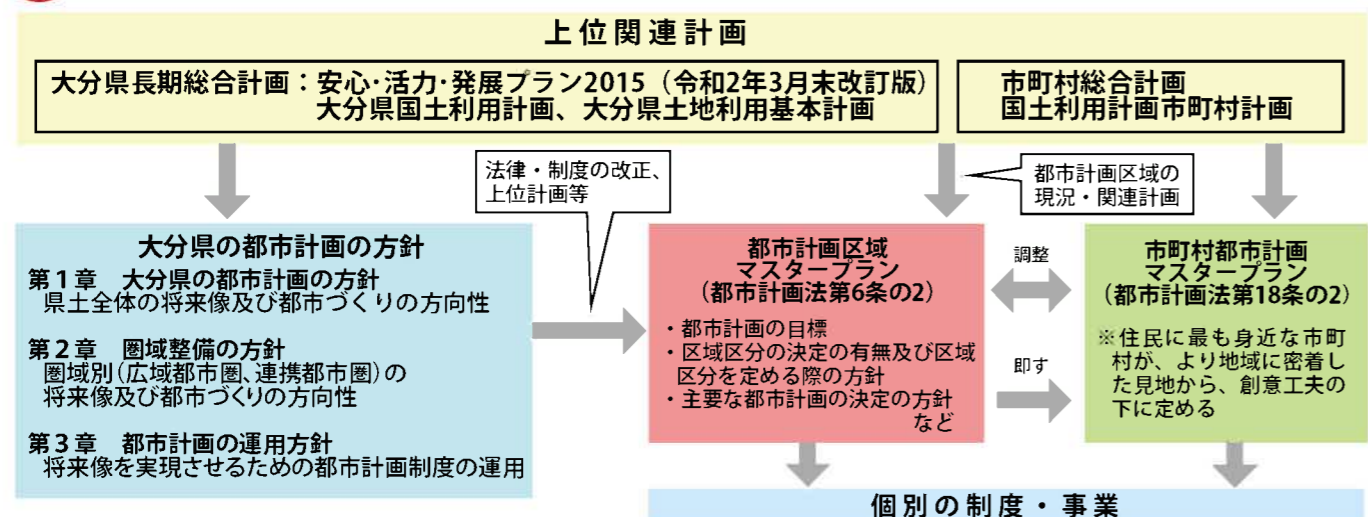 上位関連計画
大分県長期総合計画：安心・活力・発展プラン2015（令和2年3月末改訂版）
大分県国土利用計画、大分県土地利用基本計画
市町村総合計画
国土利用計画市町村計画
法律・制度の改正、
上位計画等
都市計画区域の
現況・関連計画
大分県の都市計画の方針
第１章　大分県の都市計画の方針
県土全体の将来像及び都市づくりの方向性
第２章　圏域整備の方針
圏域別（広域都市圏、連携都市圏）の
将来像及び都市づくりの方向性
第３章　都市計画の運用方針
将来像を実現させるための都市計画制度の運用
都市計画区域
マスタープラン
（都市計画法第6条の2）
・都市計画の目標
・区域区分の決定の有無及び区域
区分を定める際の方針
・主要な都市計画の決定の方針
など
調整
即す
市町村都市計画
マスタープラン
（都市計画法第18条の2）
※住民に最も身近な市町
村が、より地域に密着し
た見地から、創意工夫の
下に定める
個別の制度・事業